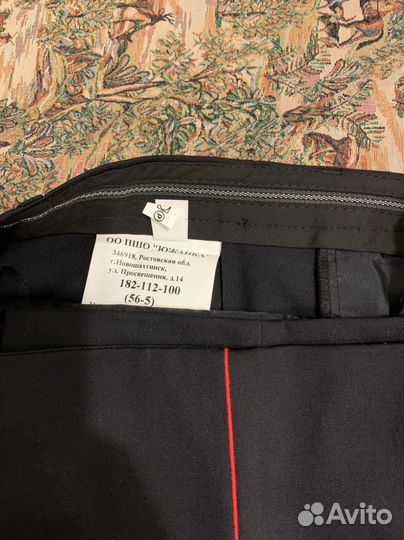 ОО ПШО "ЮЖАНКА"
346918, Ростовская обл.
г.Новошахтинск,
ул. Просвещения, д.14
182-112-100
(56-5)
Avito